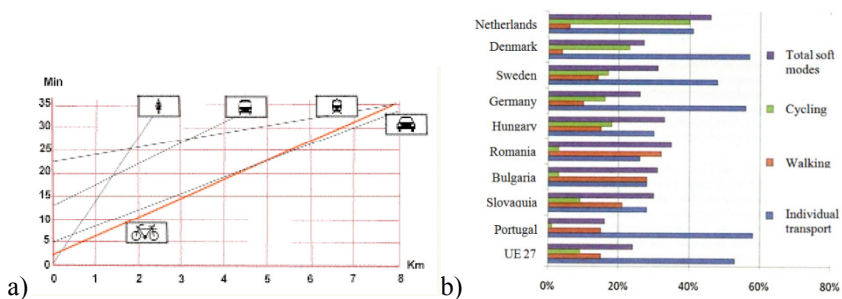 Min
35
30
25
20
15
10
5
0
0 1 2 3 4 5 6 7 8 Km
a)
b)
Netherlands
Denmark
Sweden
Germany
Hungarv
Romania
Bulgaria
Slovaquia
Portugal
UE 27
0% 20% 40% 60% 80%
Total soft
modes
Cycling
Walking
Individual
transport